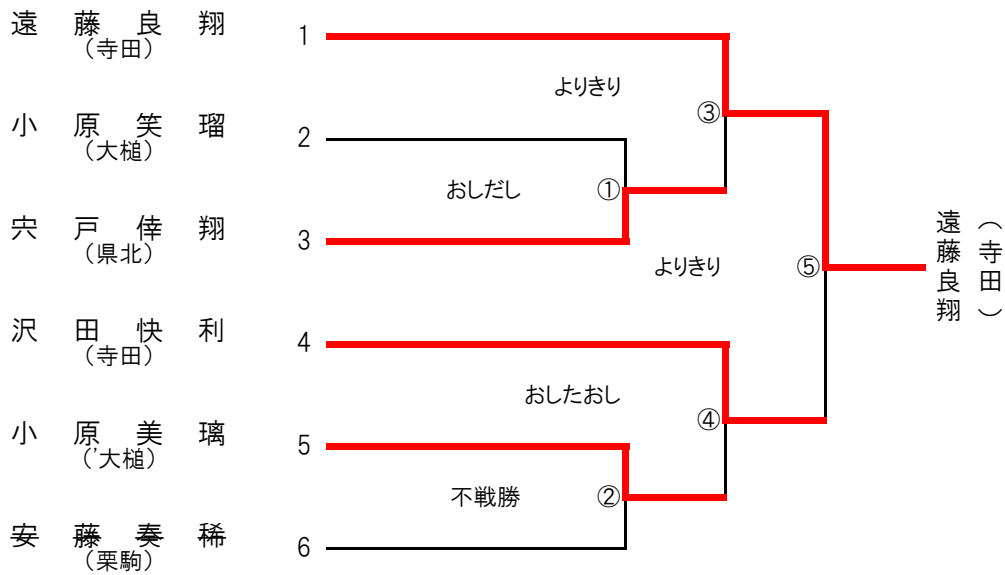 遠藤良翔
（寺田）
1
よりきり
③
小原笑瑠
（大槌）
2
おしだし
①
宍戸倖翔
（県北）
3
よりきり
⑤
遠藤良翔
（寺田）
沢田快利
（寺田）
4
おしたおし
④
小原美璃
（'大槌）
5
不戦勝
②
安藤奏稀
（栗駒）
6